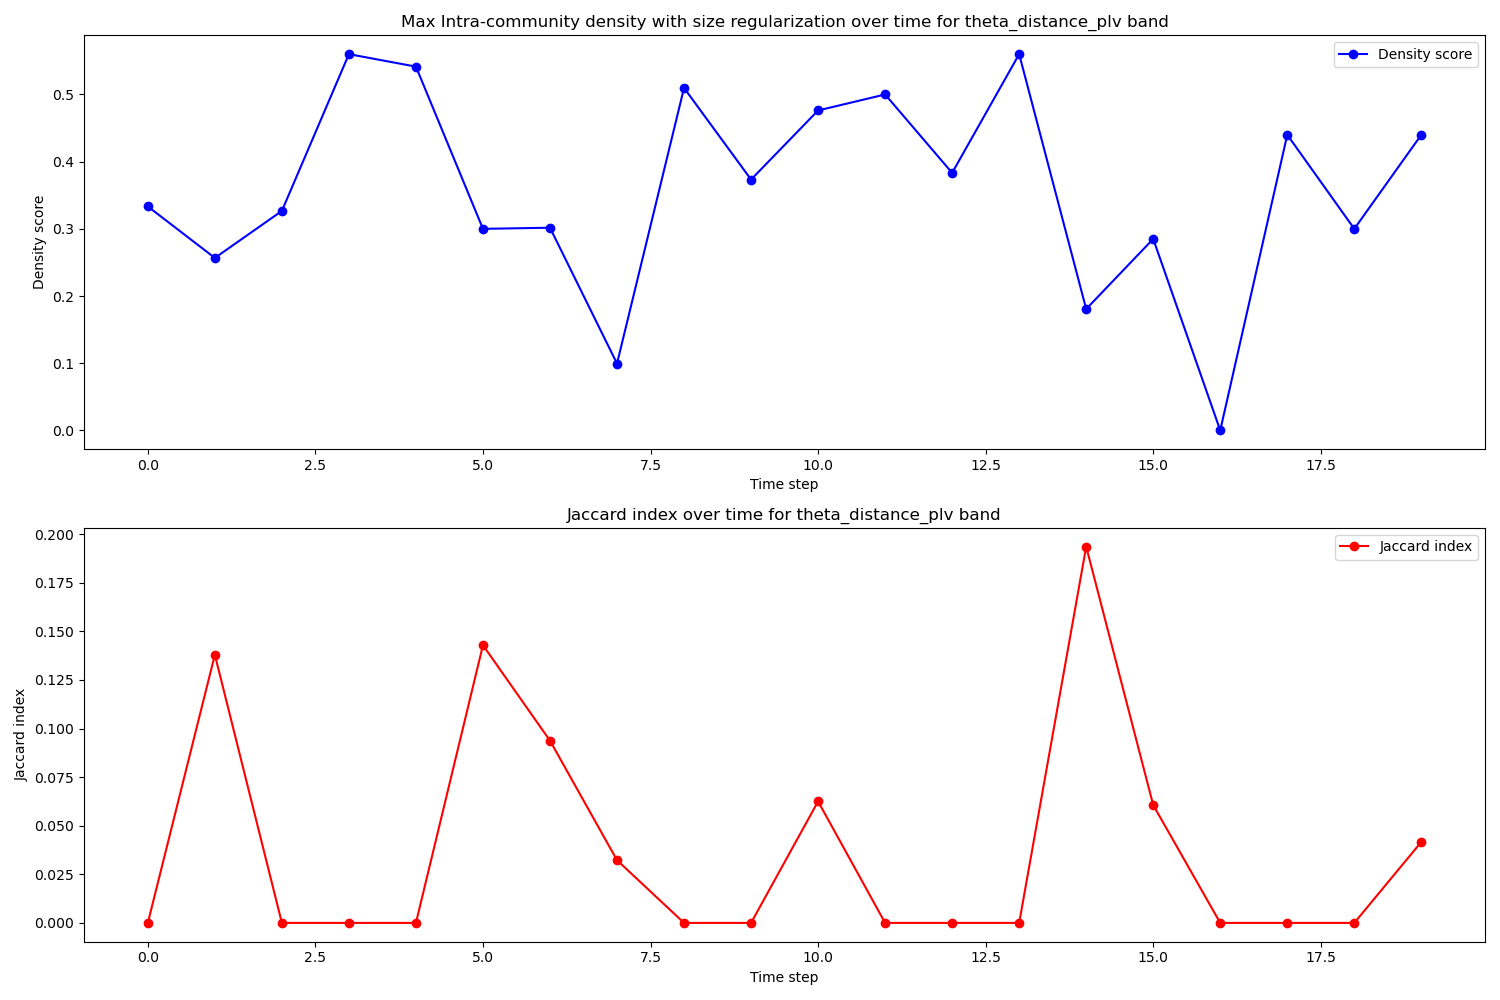 Max Intra-community density with size regularization over time for theta_distance_plv band
Density score
Density score
0.5
0.4
0.3
0.2
0.1
0.0
0.0 2.5 5.0 7.5 10.0 12.5 15.0 17.5
Time step
Jaccard index over time for theta_distance_plv band
Jaccard index
Jaccard index
0.200
0.175
0.150
0.125
0.100
0.075
0.050
0.025
0.000
0.0 2.5 5.0 7.5 10.0 12.5 15.0 17.5
Time step